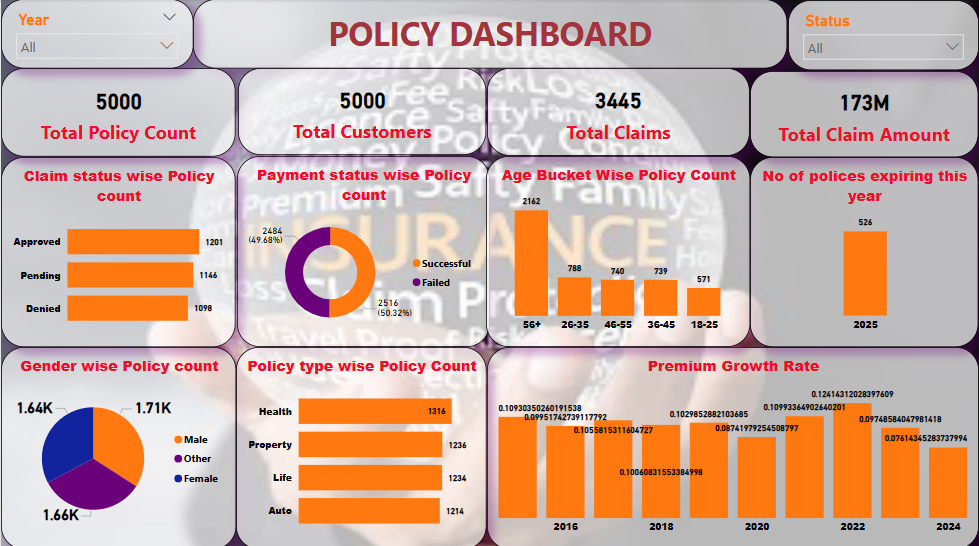 Year
All
POLICY DASHBOARD
Status
All
5000
Total Policy Count
5000
Total Customers
3445
Total Claims
173M
Total Claim Amount
Claim status wise Policy
count
Approved
1201
Pending
1146
Denied
1098
Payment status wise Policy
count
2484
(49.68%)
2516
(50.32%)
Successful
Failed
Age Bucket Wise Policy Count
2162
788
740
739
571
56+
26-35
46-55
36-45
18-25
No of polices expiring this
year
526
2025
Gender wise Policy count
1.64K
1.71K
1.66K
Male
Other
Female
Policy type wise Policy Count
Health
1316
Property
1236
Life
1234
Auto
1214
Premium Growth Rate
0.10930350260191538
0.09951742739117792
0.1055815311604727
0.10060831553384998
0.1029852882103685
0.08741979254508797
0.10993364902640201
0.12414312028397609
0.09748584047981418
0.0761434528373799​4
2016
2018
2020
2022
2024
INSURANCE